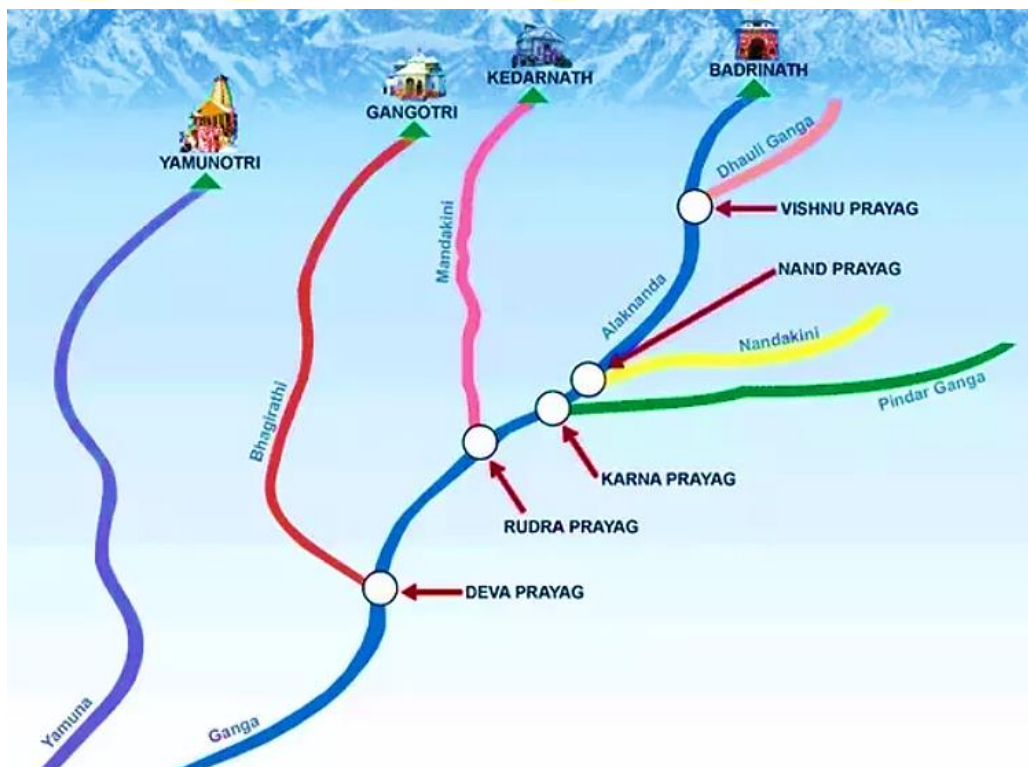 KEDARNATH
BADRINATH
GANGOTRI
YAMUNOTRI
Dhauli Ganga
VISHNU PRAYAG
Mandakini
NAND PRAYAG
Alaknanda
Nandakini
Pindar Ganga
Bhagirathi
KARNA PRAYAG
RUDRA PRAYAG
DEVA PRAYAG
Yamuna
Ganga